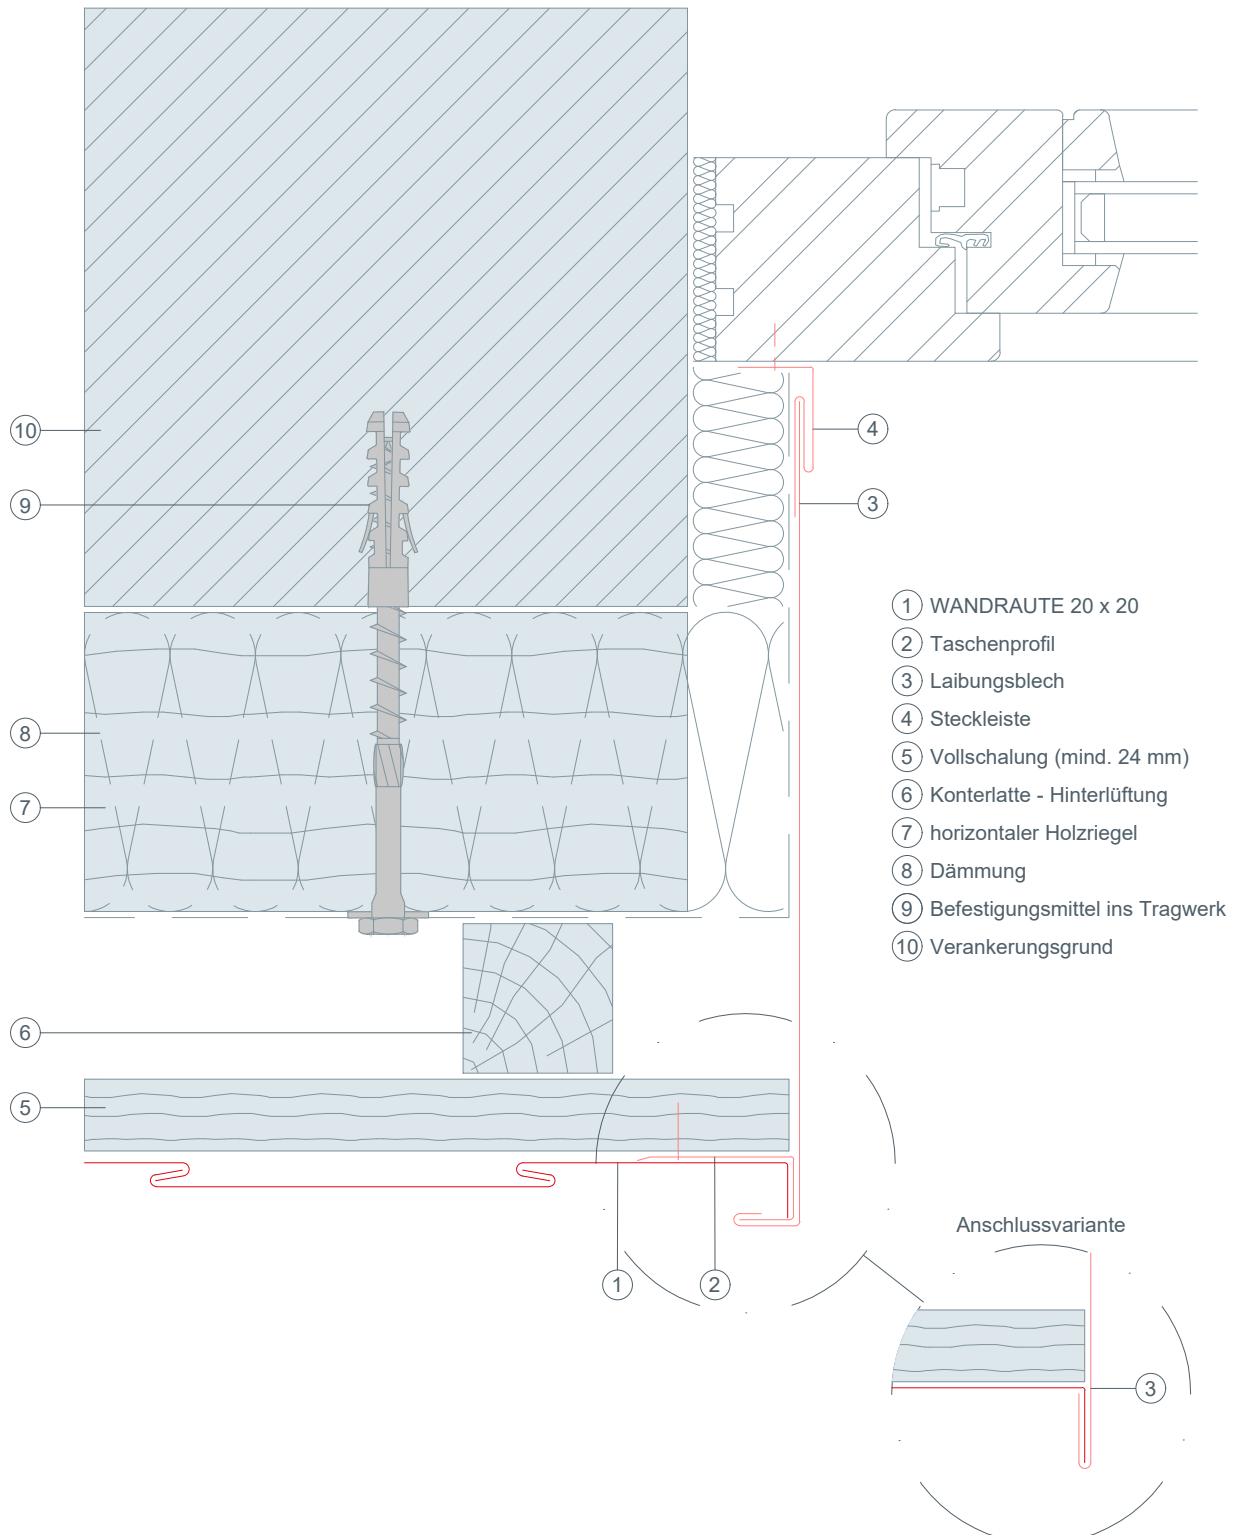 10
9
8
7
6
5
4
3
1 WANDRAUTE 20 x 20
2 Taschenprofil
3 Laibungsblech
4 Steckleiste
5 Vollschalung (mind. 24 mm)
6 Konterlatte - Hinterlüftung
7 horizontaler Holzriegel
8 Dämmung
9 Befestigungsmittel ins Tragwerk
10 Verankerungsgrund
1
2
Anschlussvariante
3